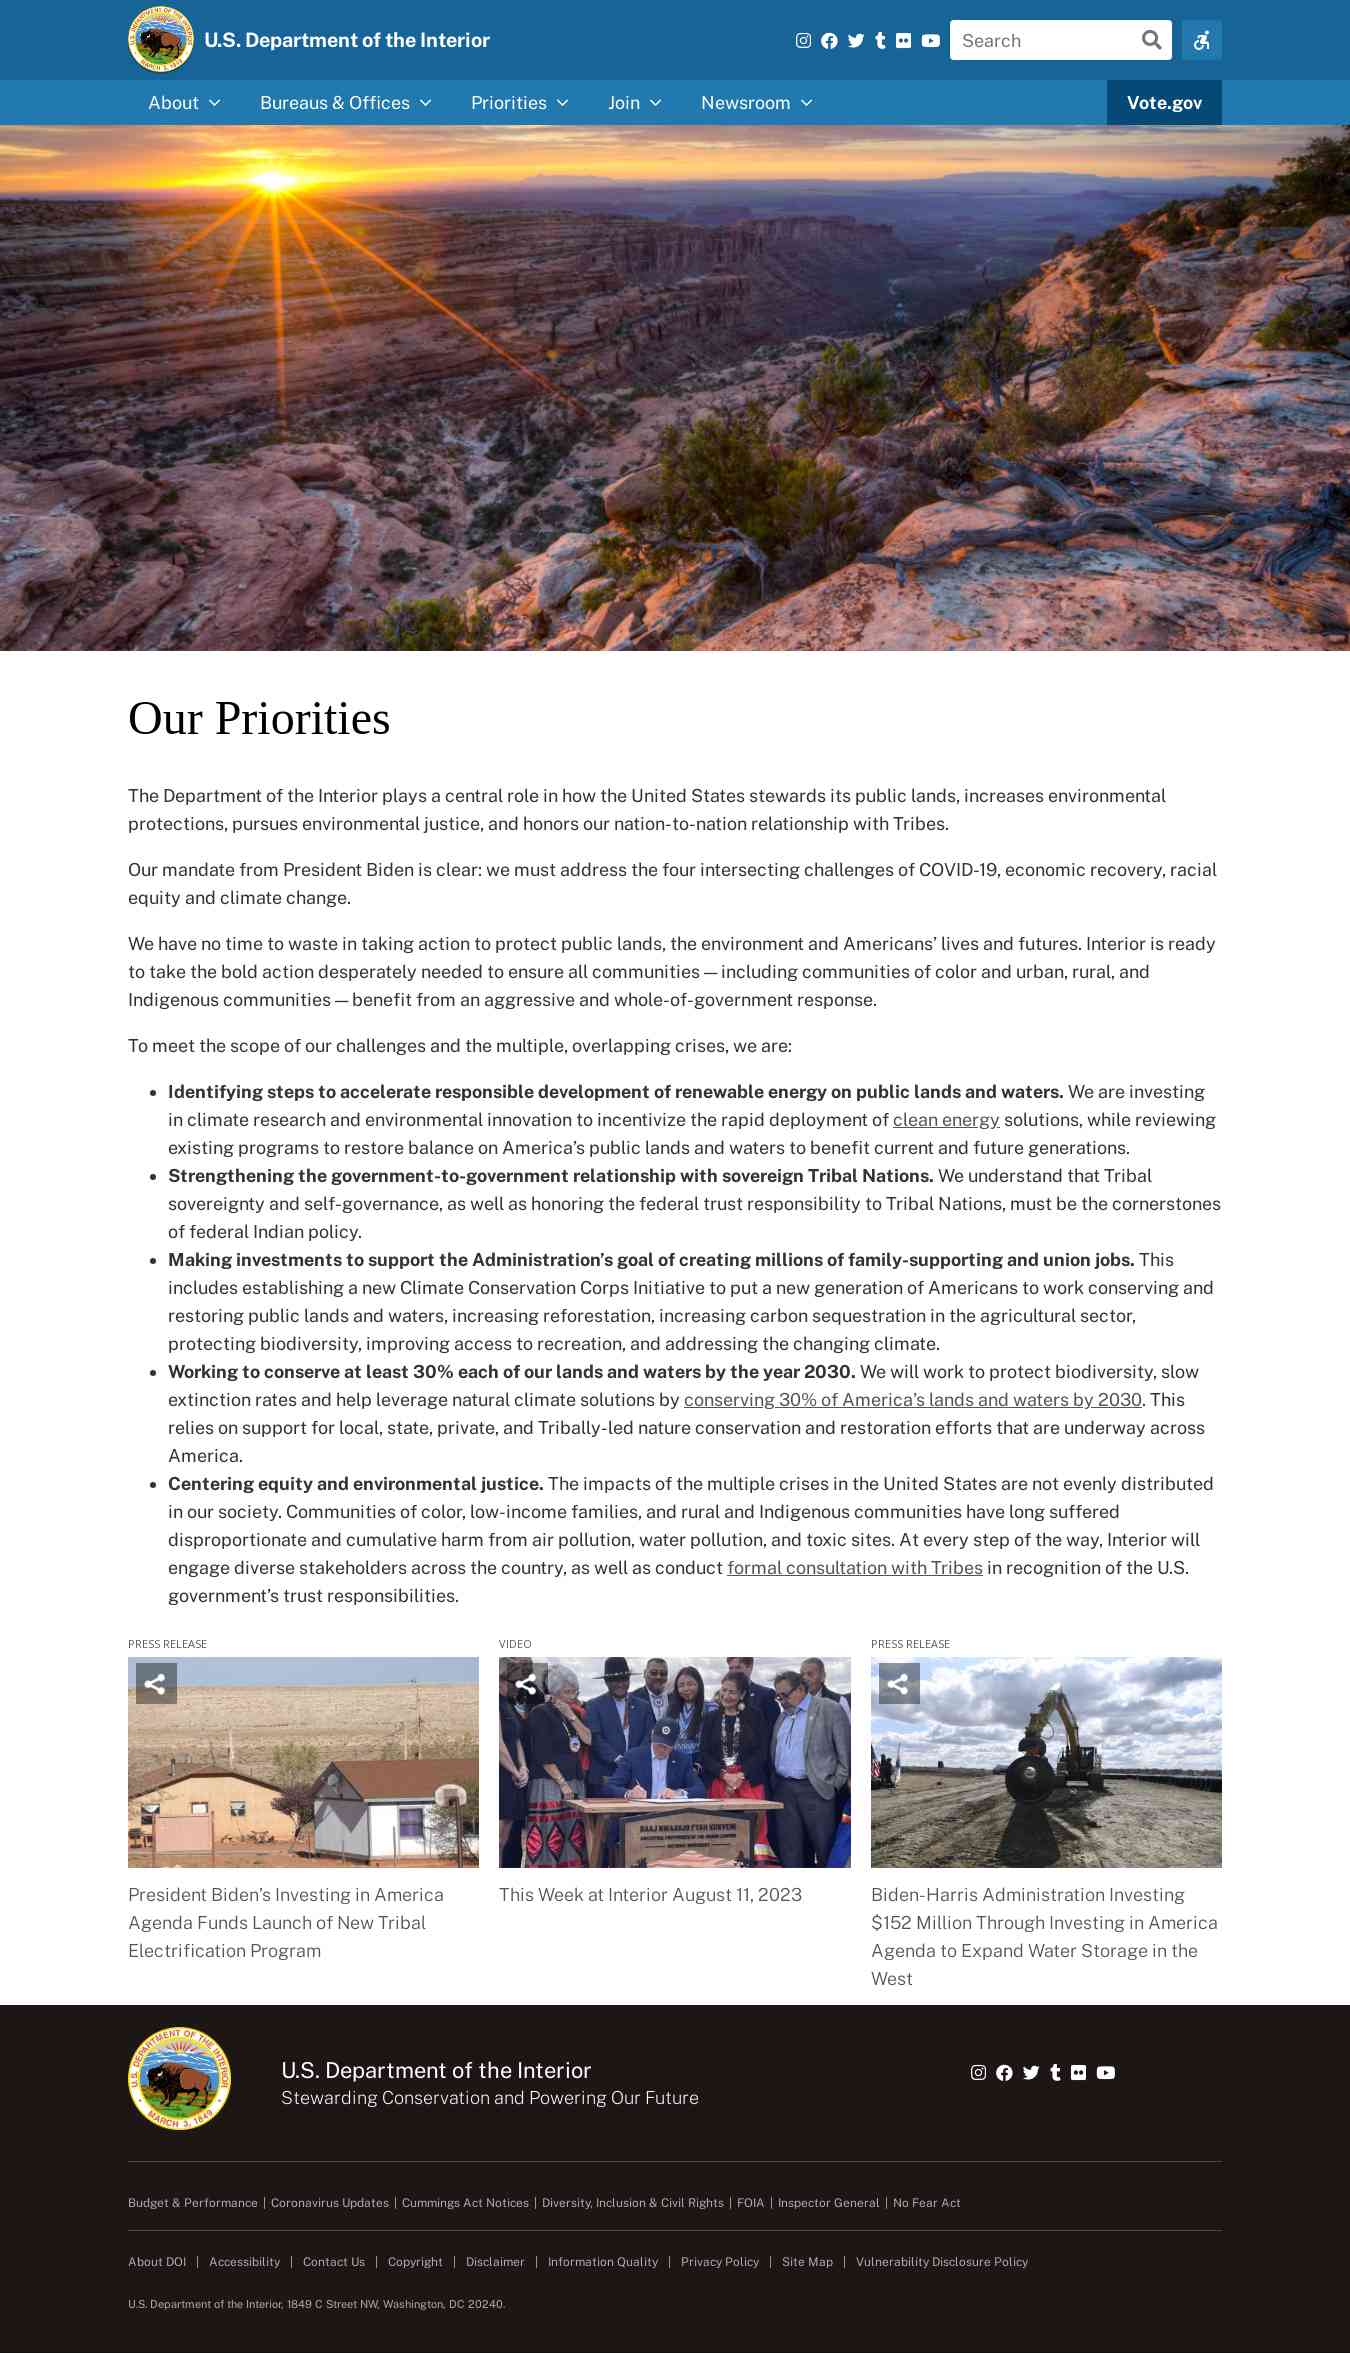 U.S. Department of the Interior
Search
About
Bureaus & Offices
Priorities
Join
Newsroom
Vote.gov
Our Priorities
The Department of the Interior plays a central role in how the United States stewards its public lands, increases environmental
protections, pursues environmental justice, and honors our nation-to-nation relationship with Tribes.
Our mandate from President Biden is clear: we must address the four intersecting challenges of COVID-19, economic recovery, racial
equity and climate change.
We have no time to waste in taking action to protect public lands, the environment and Americans’ lives and futures. Interior is ready
to take the bold action desperately needed to ensure all communities — including communities of color and urban, rural, and
Indigenous communities — benefit from an aggressive and whole-of-government response.
To meet the scope of our challenges and the multiple, overlapping crises, we are:
• Identifying steps to accelerate responsible development of renewable energy on public lands and waters. We are investing
in climate research and environmental innovation to incentivize the rapid deployment of clean energy solutions, while reviewing
existing programs to restore balance on America’s public lands and waters to benefit current and future generations.
• Strengthening the government-to-government relationship with sovereign Tribal Nations. We understand that Tribal
sovereignty and self-governance, as well as honoring the federal trust responsibility to Tribal Nations, must be the cornerstones
of federal Indian policy.
• Making investments to support the Administration’s goal of creating millions of family-supporting and union jobs. This
includes establishing a new Climate Conservation Corps Initiative to put a new generation of Americans to work conserving and
restoring public lands and waters, increasing reforestation, increasing carbon sequestration in the agricultural sector,
protecting biodiversity, improving access to recreation, and addressing the changing climate.
• Working to conserve at least 30% each of our lands and waters by the year 2030. We will work to protect biodiversity, slow
extinction rates and help leverage natural climate solutions by conserving 30% of America’s lands and waters by 2030. This
relies on support for local, state, private, and Tribally-led nature conservation and restoration efforts that are underway across
America.
• Centering equity and environmental justice. The impacts of the multiple crises in the United States are not evenly distributed
in our society. Communities of color, low-income families, and rural and Indigenous communities have long suffered
disproportionate and cumulative harm from air pollution, water pollution, and toxic sites. At every step of the way, Interior will
engage diverse stakeholders across the country, as well as conduct formal consultation with Tribes in recognition of the U.S.
government’s trust responsibilities.
PRESS RELEASE
President Biden’s Investing in America
Agenda Funds Launch of New Tribal
Electrification Program
VIDEO
This Week at Interior August 11, 2023
PRESS RELEASE
Biden-Harris Administration Investing
$152 Million Through Investing in America
Agenda to Expand Water Storage in the
West
U.S. DEPARTMENT OF THE INTERIOR
MARCH 3, 1849
U.S. Department of the Interior
Stewarding Conservation and Powering Our Future
Budget & Performance | Coronavirus Updates | Cummings Act Notices | Diversity, Inclusion & Civil Rights | FOIA | Inspector General | No Fear Act
About DOI | Accessibility | Contact Us | Copyright | Disclaimer | Information Quality | Privacy Policy | Site Map | Vulnerability Disclosure Policy
U.S. Department of the Interior, 1849 C Street NW, Washington, DC 20240.